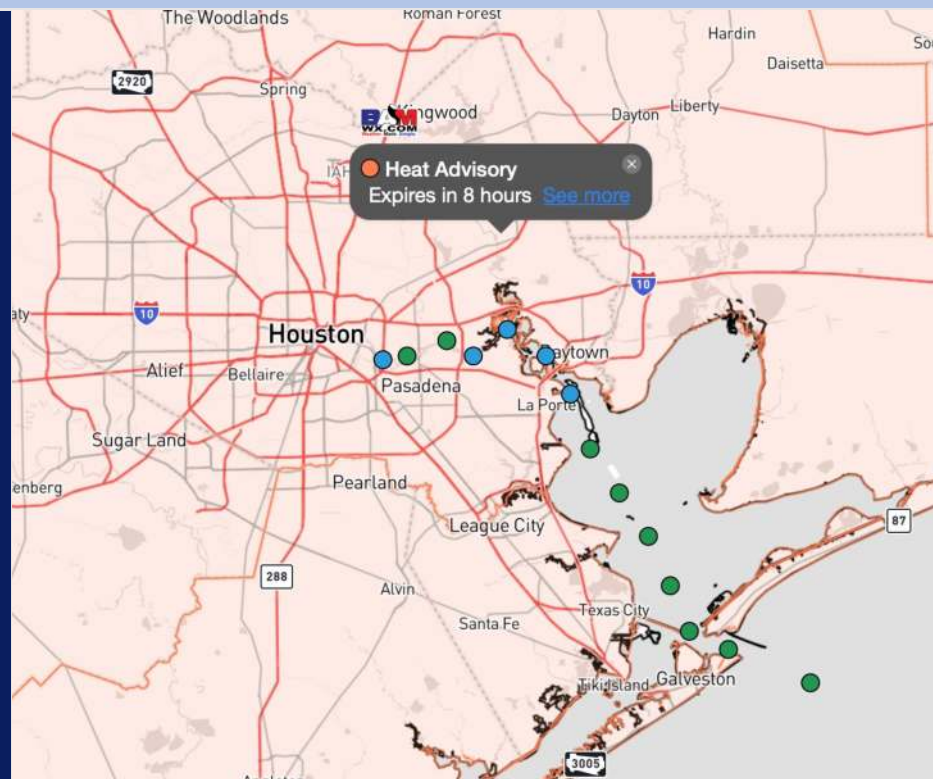 The Woodlands
Roman Forest
Hardin
Daisetta
2920
Spring
Kingwood
BAM
WX.COM
Dayton
Liberty
IAH
Heat Advisory
Expires in 8 hours See more
10
10
Houston
Baytown
Alief
Bellaire
Pasadena
La Porte
Sugar Land
Pearland
League City
87
288
Alvin
Texas City
Santa Fe
Tiki Island
Galveston
3005